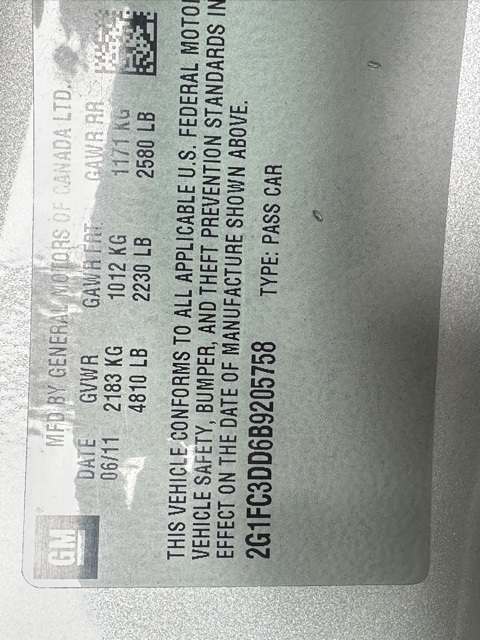 GM
MFD BY GENERAL MOTORS OF CANADA LTD.
DATE GVWR GAWR FRT GAWR RR
06/11 2183 KG 1012 KG 1171 KG
4810 LB 2230 LB 2580 LB
THIS VEHICLE CONFORMS TO ALL APPLICABLE U.S. FEDERAL MOTOR
VEHICLE SAFETY, BUMPER, AND THEFT PREVENTION STANDARDS IN
EFFECT ON THE DATE OF MANUFACTURE SHOWN ABOVE.
2G1FC3DD6B9205758 TYPE: PASS CAR